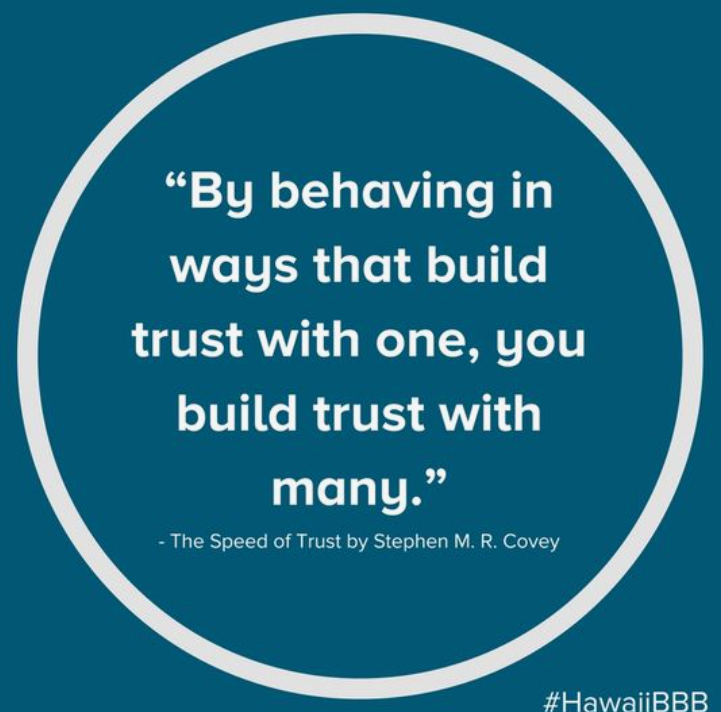 “By behaving in
ways that build
trust with one, you
build trust with
many.”
- The Speed of Trust by Stephen M. R. Covey
#HawaiiBBB